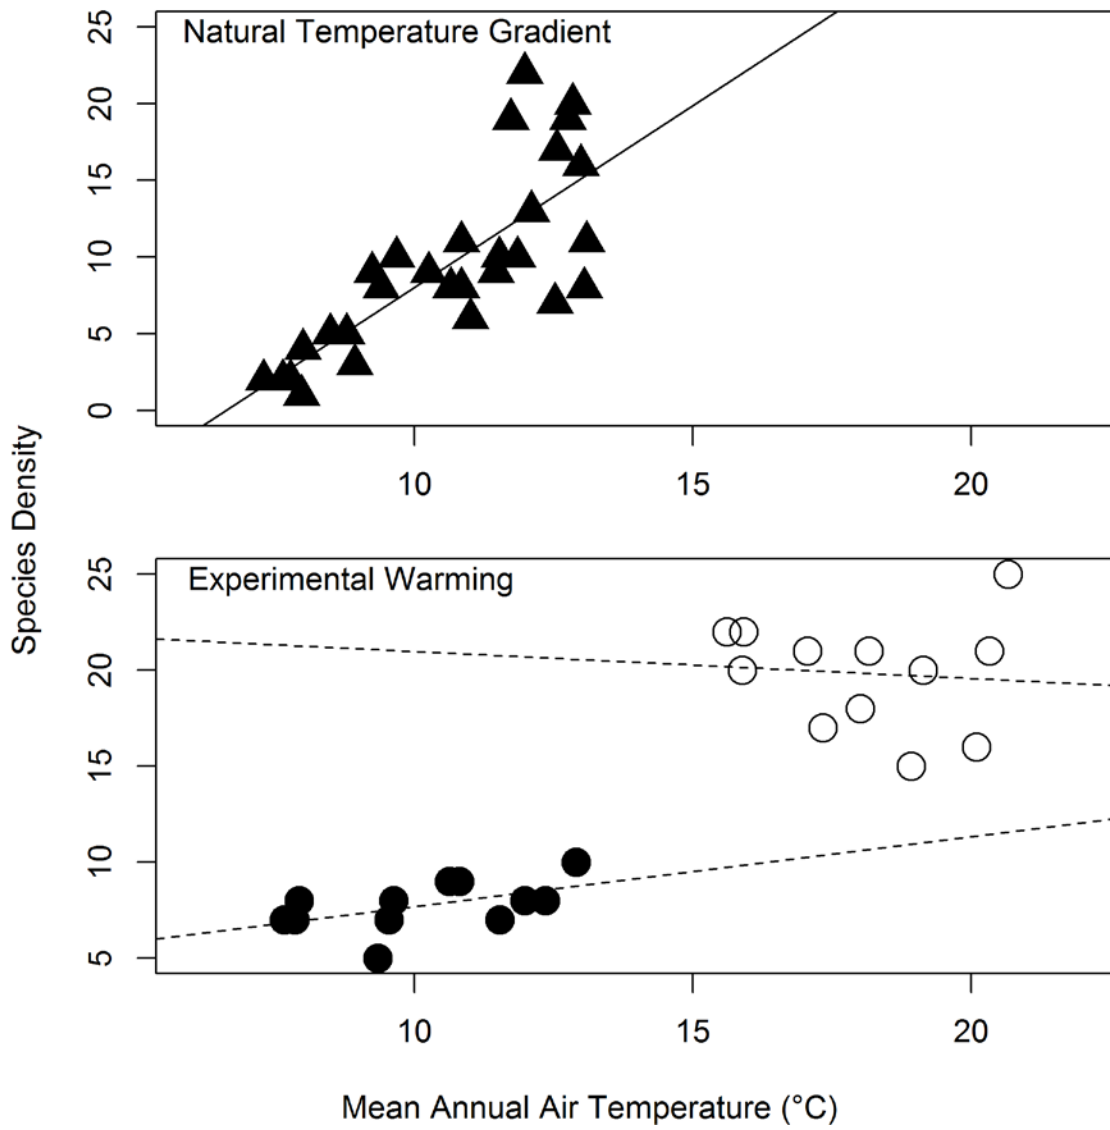 Natural Temperature Gradient
25
20
15
10
5
0
10 15 20
Species Density
Experimental Warming
25
20
15
10
5
10 15 20
Mean Annual Air Temperature (°C)